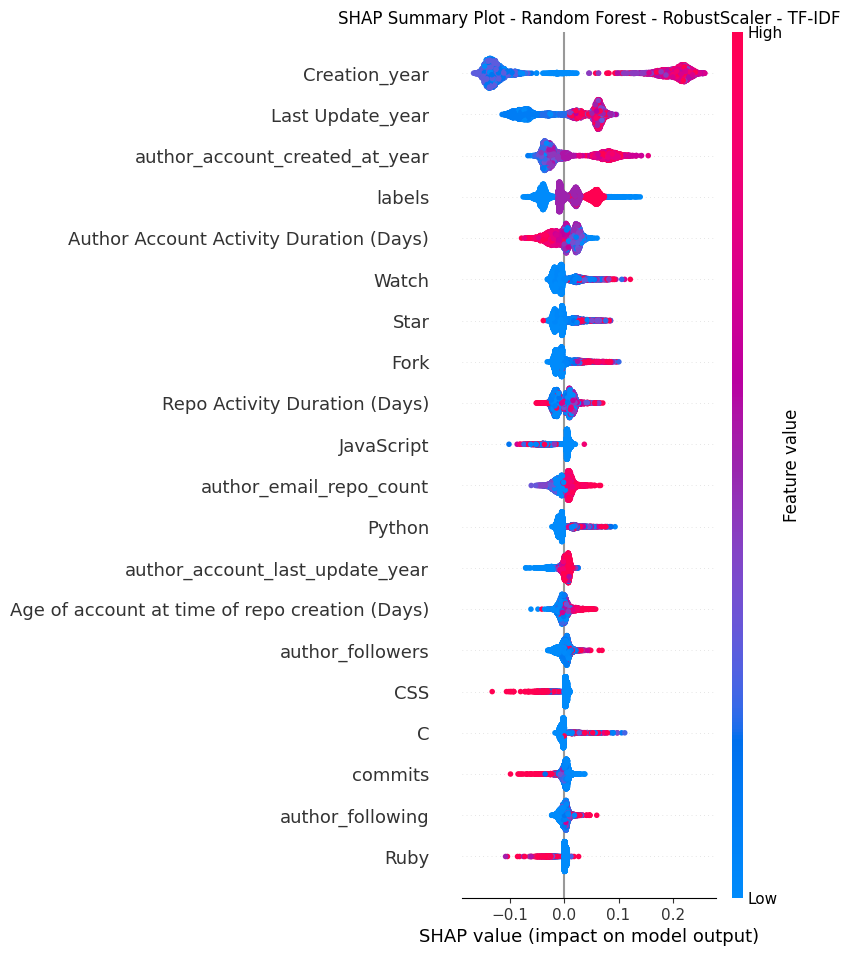 SHAP Summary Plot - Random Forest - RobustScaler - TF-IDF
High
Creation_year
Last Update_year
author_account_created_at_year
labels
Author Account Activity Duration (Days)
Watch
Star
Fork
Repo Activity Duration (Days)
JavaScript
author_email_repo_count
Python
author_account_last_update_year
Age of account at time of repo creation (Days)
author_followers
CSS
C
commits
author_following
Ruby
Feature value
Low
−0.1 0.0 0.1 0.2
SHAP value (impact on model output)